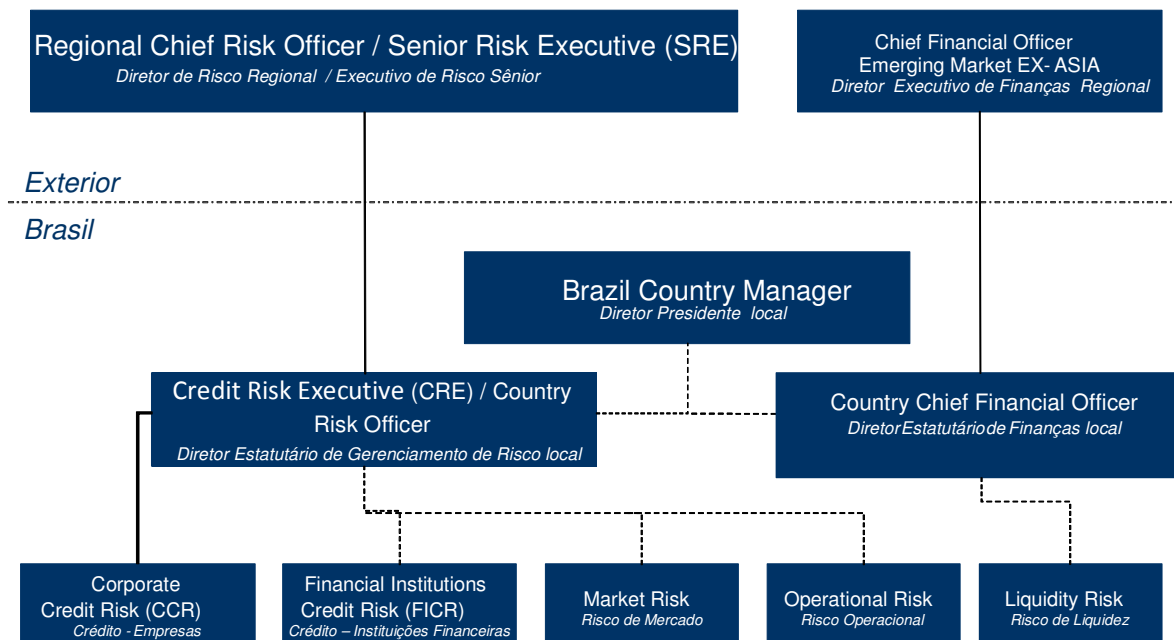 Regional Chief Risk Officer / Senior Risk Executive (SRE)
Diretor de Risco Regional / Executivo de Risco Sênior
Chief Financial Officer
Emerging Market EX- ASIA
Diretor Executivo de Finanças Regional
Exterior
Brasil
Brazil Country Manager
Diretor Presidente local
Credit Risk Executive (CRE) / Country
Risk Officer
Diretor Estatutário de Gerenciamento de Risco local
Country Chief Financial Officer
Diretor Estatutário de Finanças local
Corporate
Credit Risk (CCR)
Crédito - Empresas
Financial Institutions
Credit Risk (FICR)
Crédito – Instituições Financeiras
Market Risk
Risco de Mercado
Operational Risk
Risco Operacional
Liquidity Risk
Risco de Liquidez